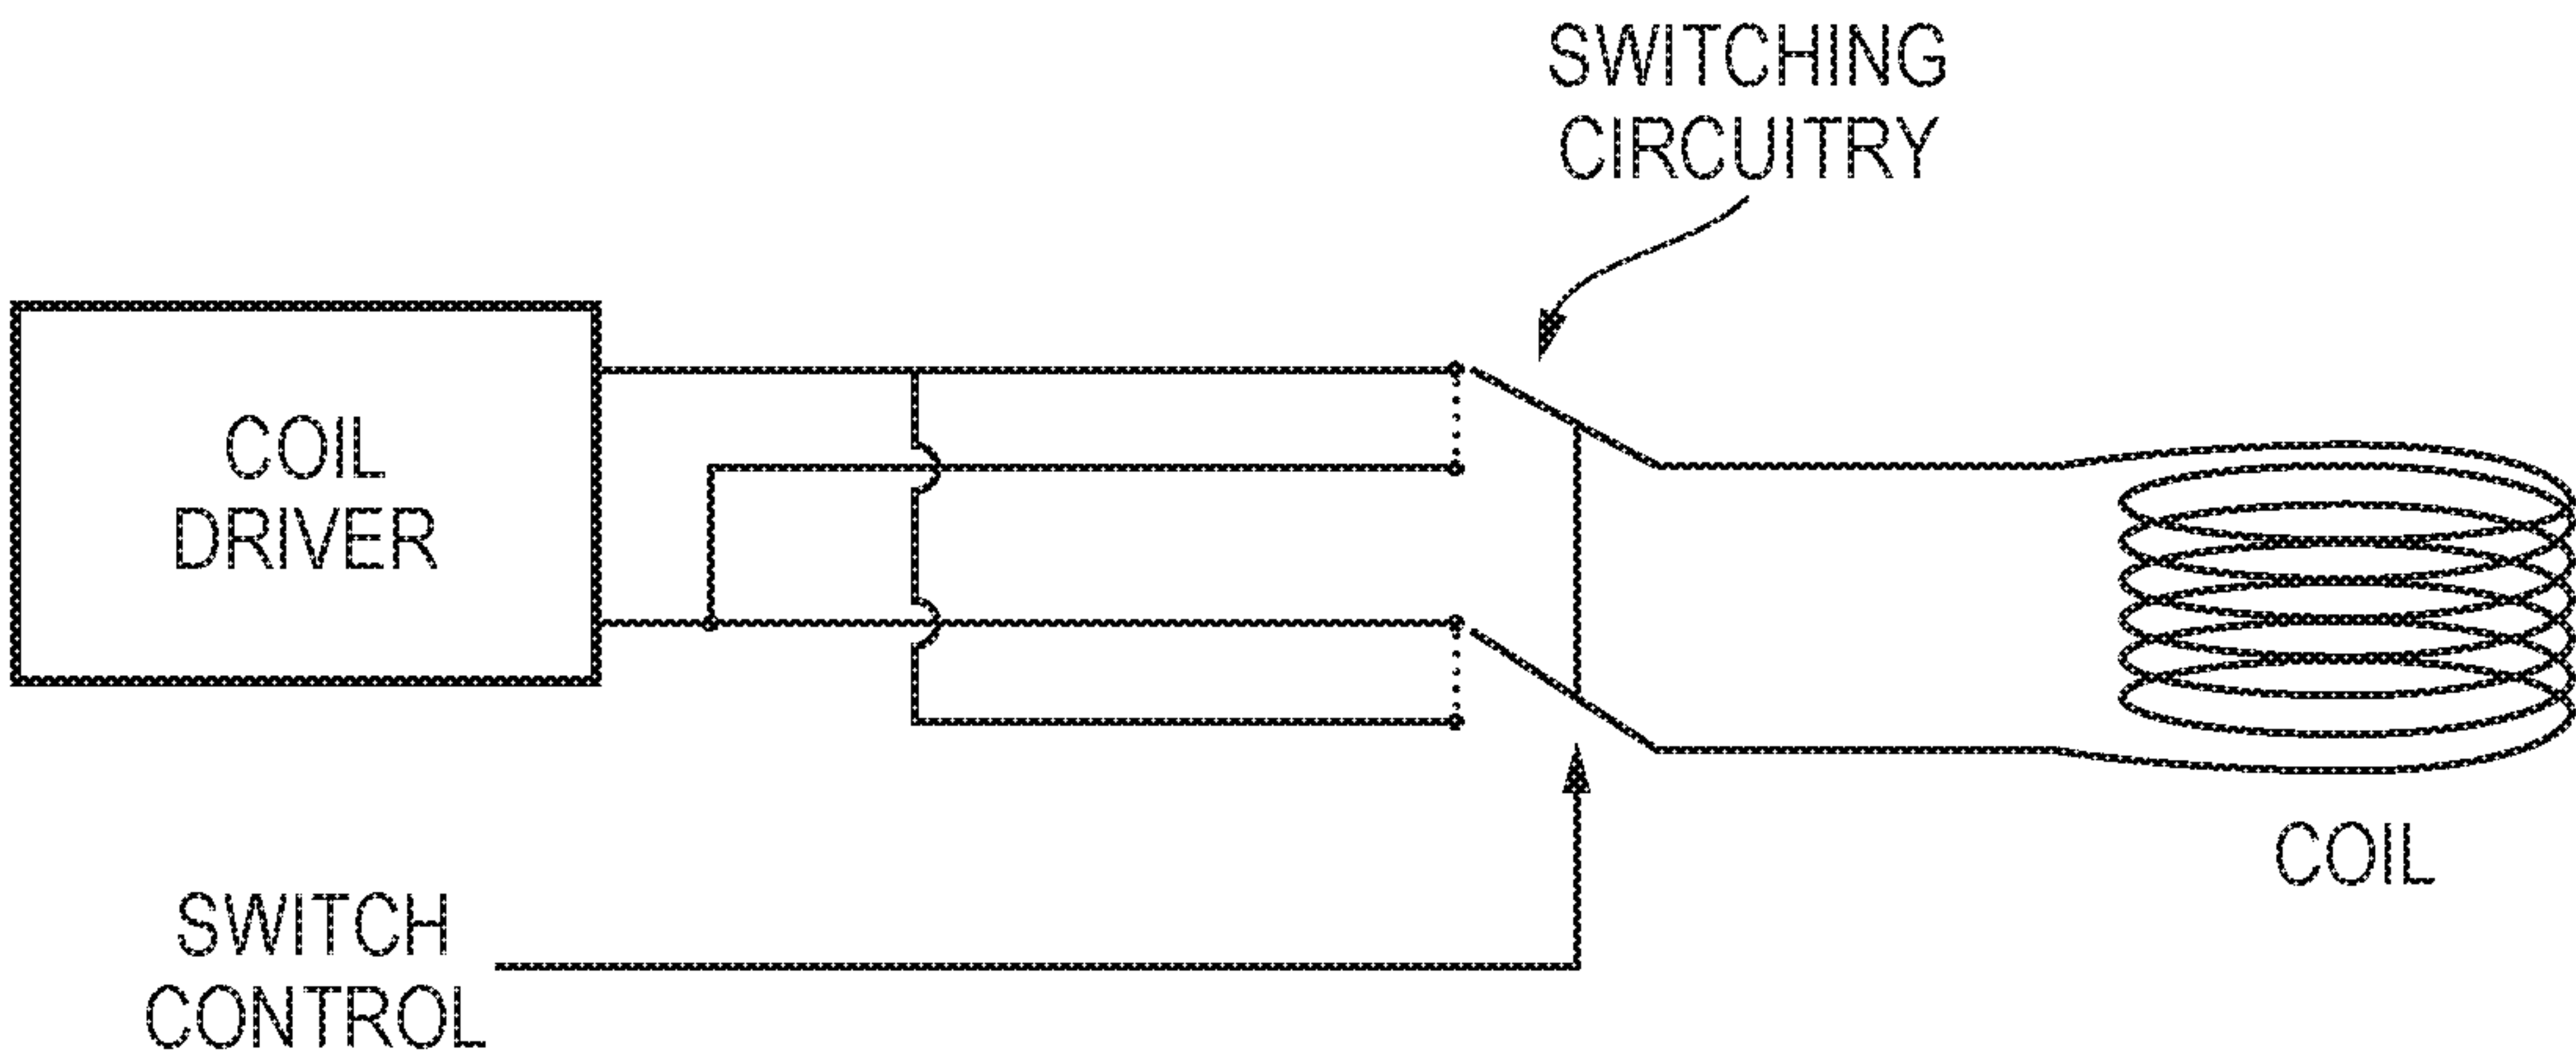 SWITCHING
CIRCUITRY
COIL
DRIVER
COIL
SWITCH
CONTROL